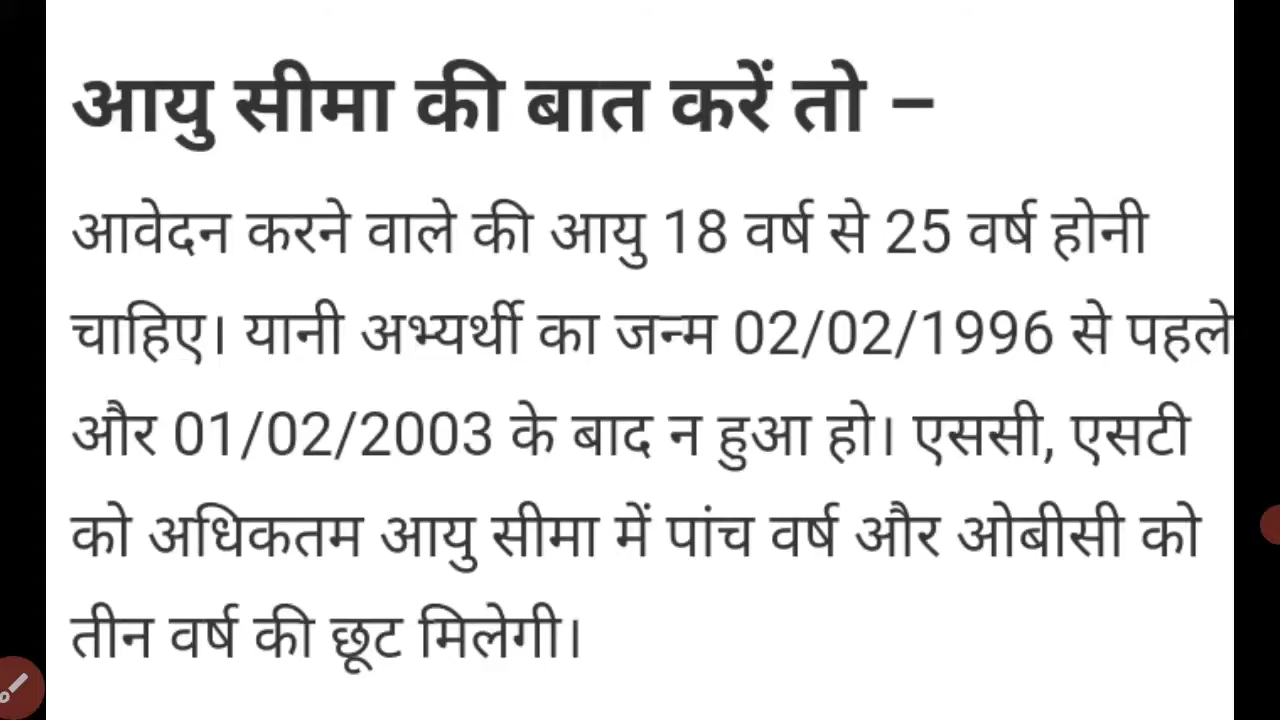 आयु सीमा की बात करें तो –
आवेदन करने वाले की आयु 18 वर्ष से 25 वर्ष होनी
चाहिए। यानी अभ्यर्थी का जन्म 02/02/1996 से पहले
और 01/02/2003 के बाद न हुआ हो। एससी, एसटी
को अधिकतम आयु सीमा में पांच वर्ष और ओबीसी को
तीन वर्ष की छूट मिलेगी।